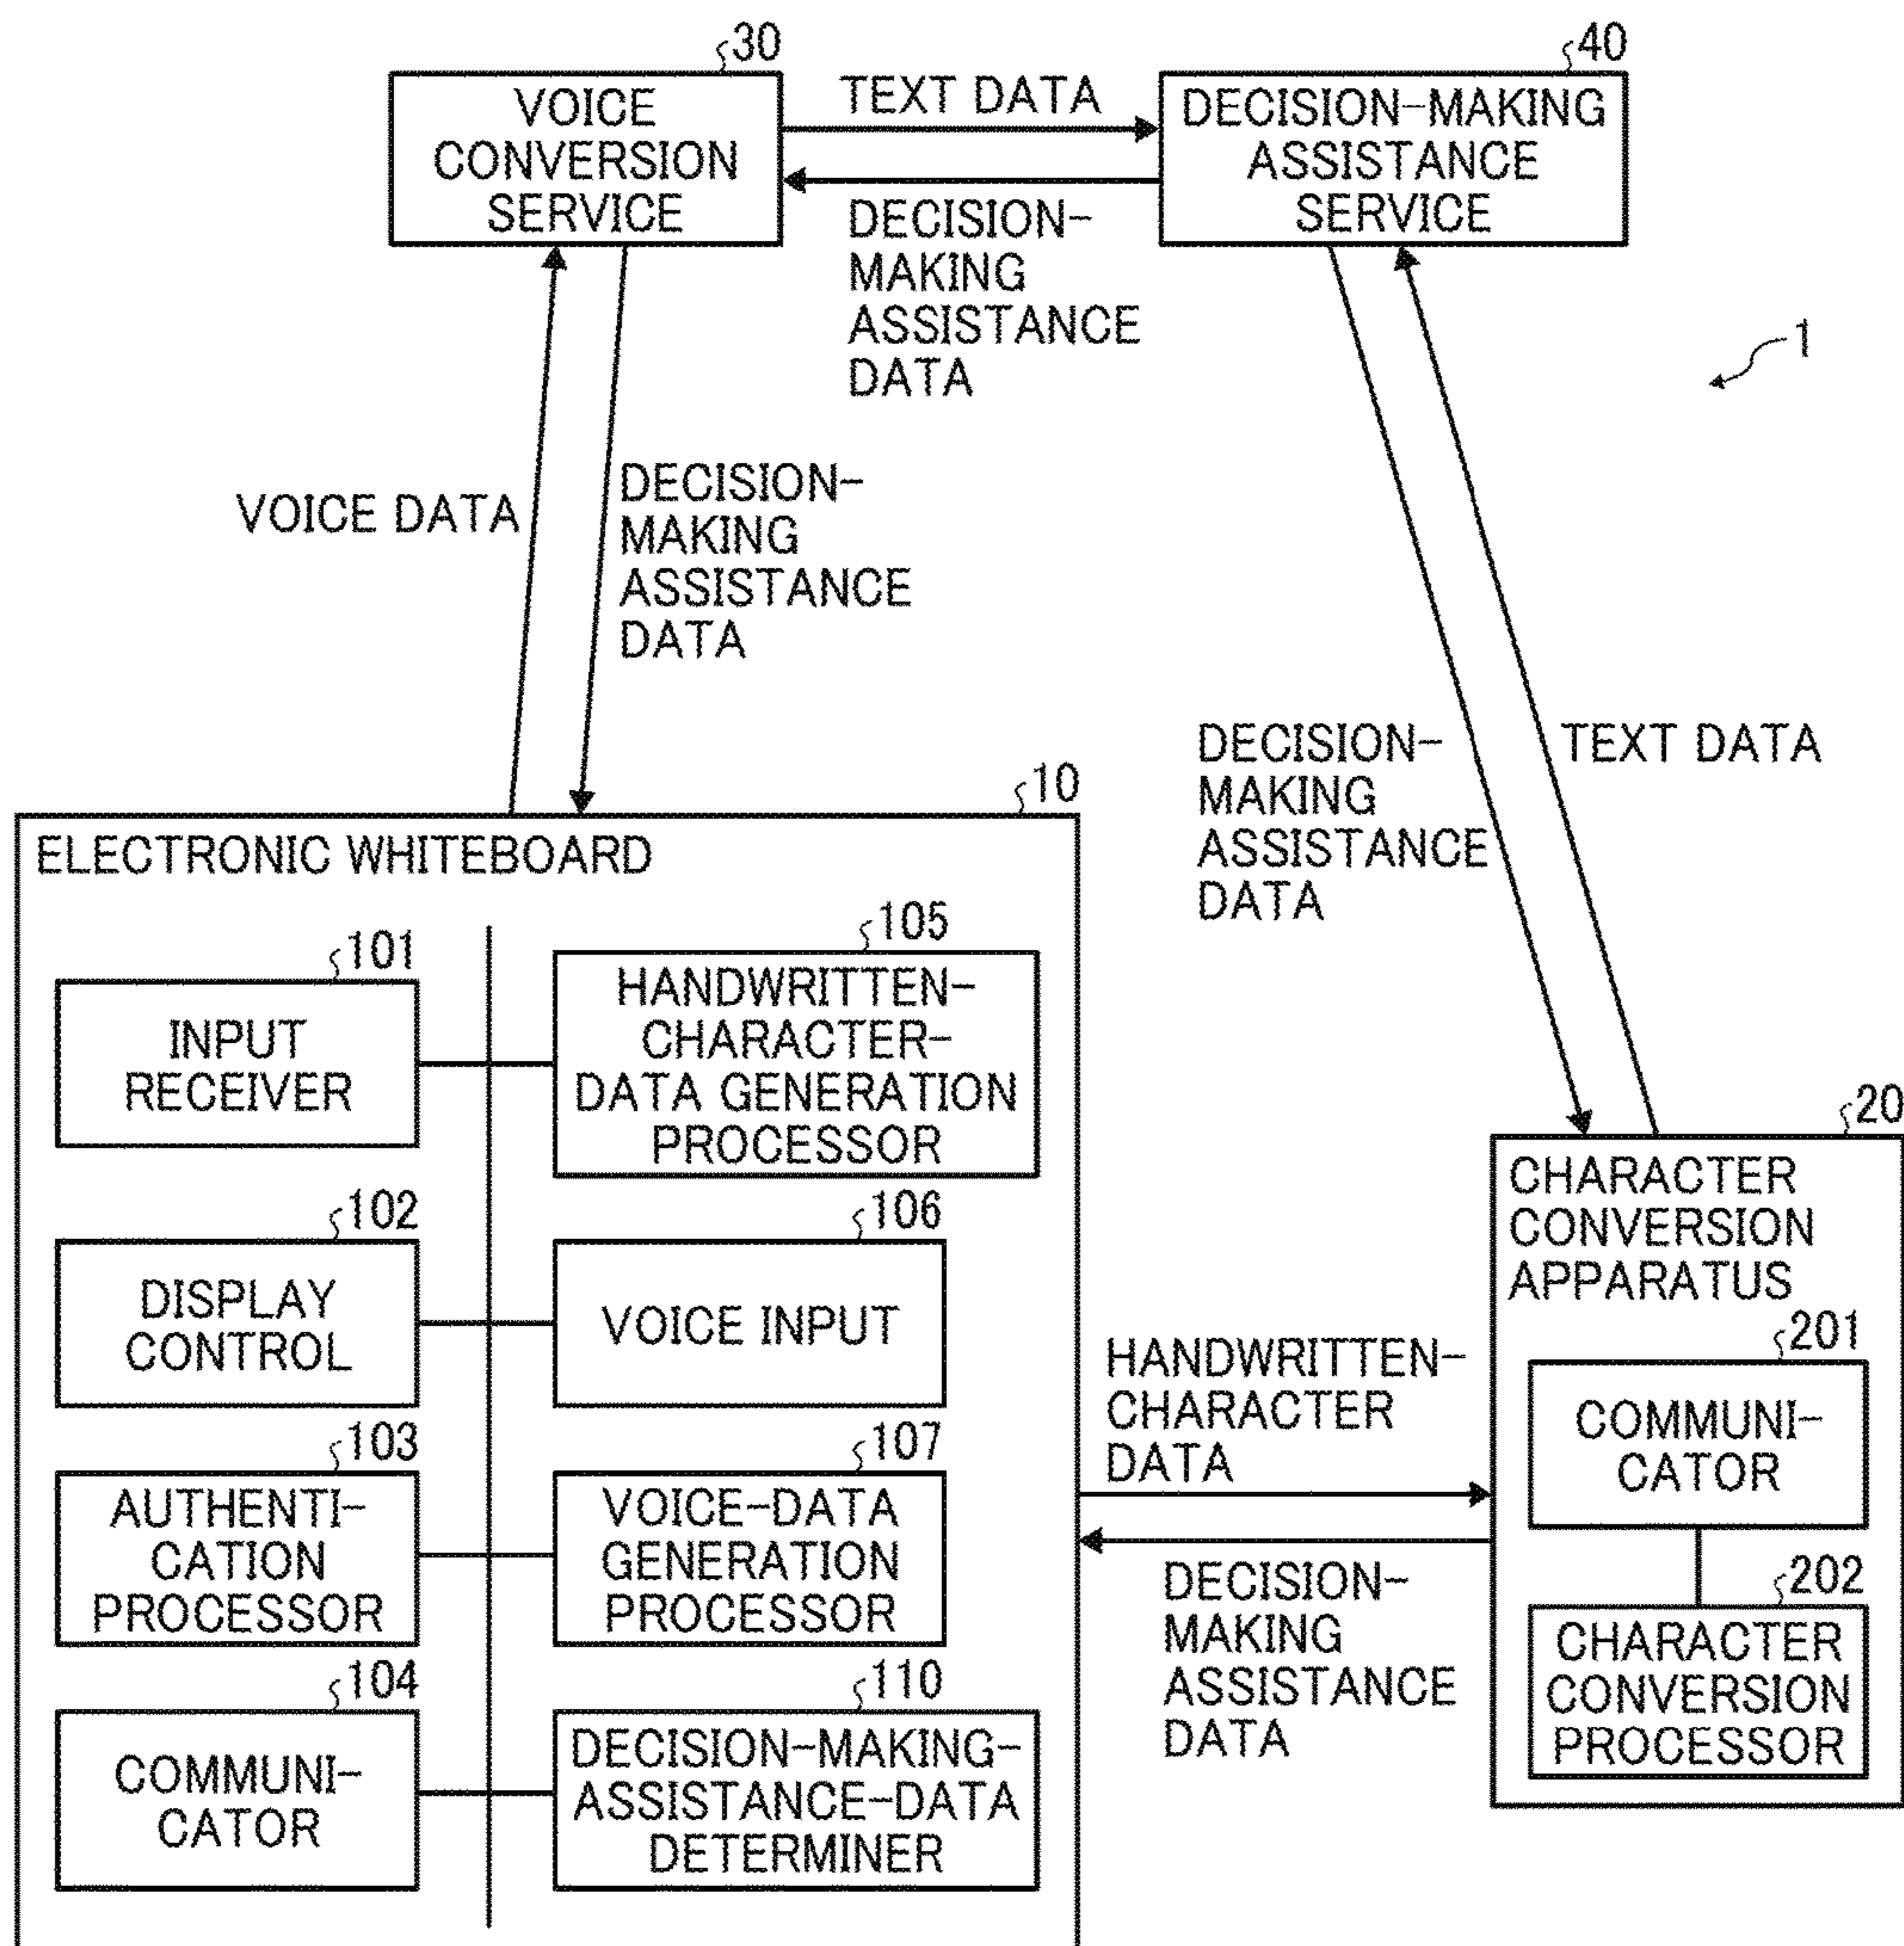 30
VOICE
CONVERSION
SERVICE
TEXT DATA
40
DECISION-MAKING
ASSISTANCE
SERVICE
DECISION-
MAKING
ASSISTANCE
DATA
1
VOICE DATA
DECISION-
MAKING
ASSISTANCE
DATA
DECISION-
MAKING
ASSISTANCE
DATA
TEXT DATA
10
ELECTRONIC WHITEBOARD
101
INPUT
RECEIVER
105
HANDWRITTEN-
CHARACTER-
DATA GENERATION
PROCESSOR
102
DISPLAY
CONTROL
106
VOICE INPUT
103
AUTHENTI-
CATION
PROCESSOR
107
VOICE-DATA
GENERATION
PROCESSOR
104
COMMUNI-
CATOR
110
DECISION-MAKING-
ASSISTANCE-DATA
DETERMINER
HANDWRITTEN-
CHARACTER
DATA
DECISION-
MAKING
ASSISTANCE
DATA
20
CHARACTER
CONVERSION
APPARATUS
201
COMMUNI-
CATOR
202
CHARACTER
CONVERSION
PROCESSOR